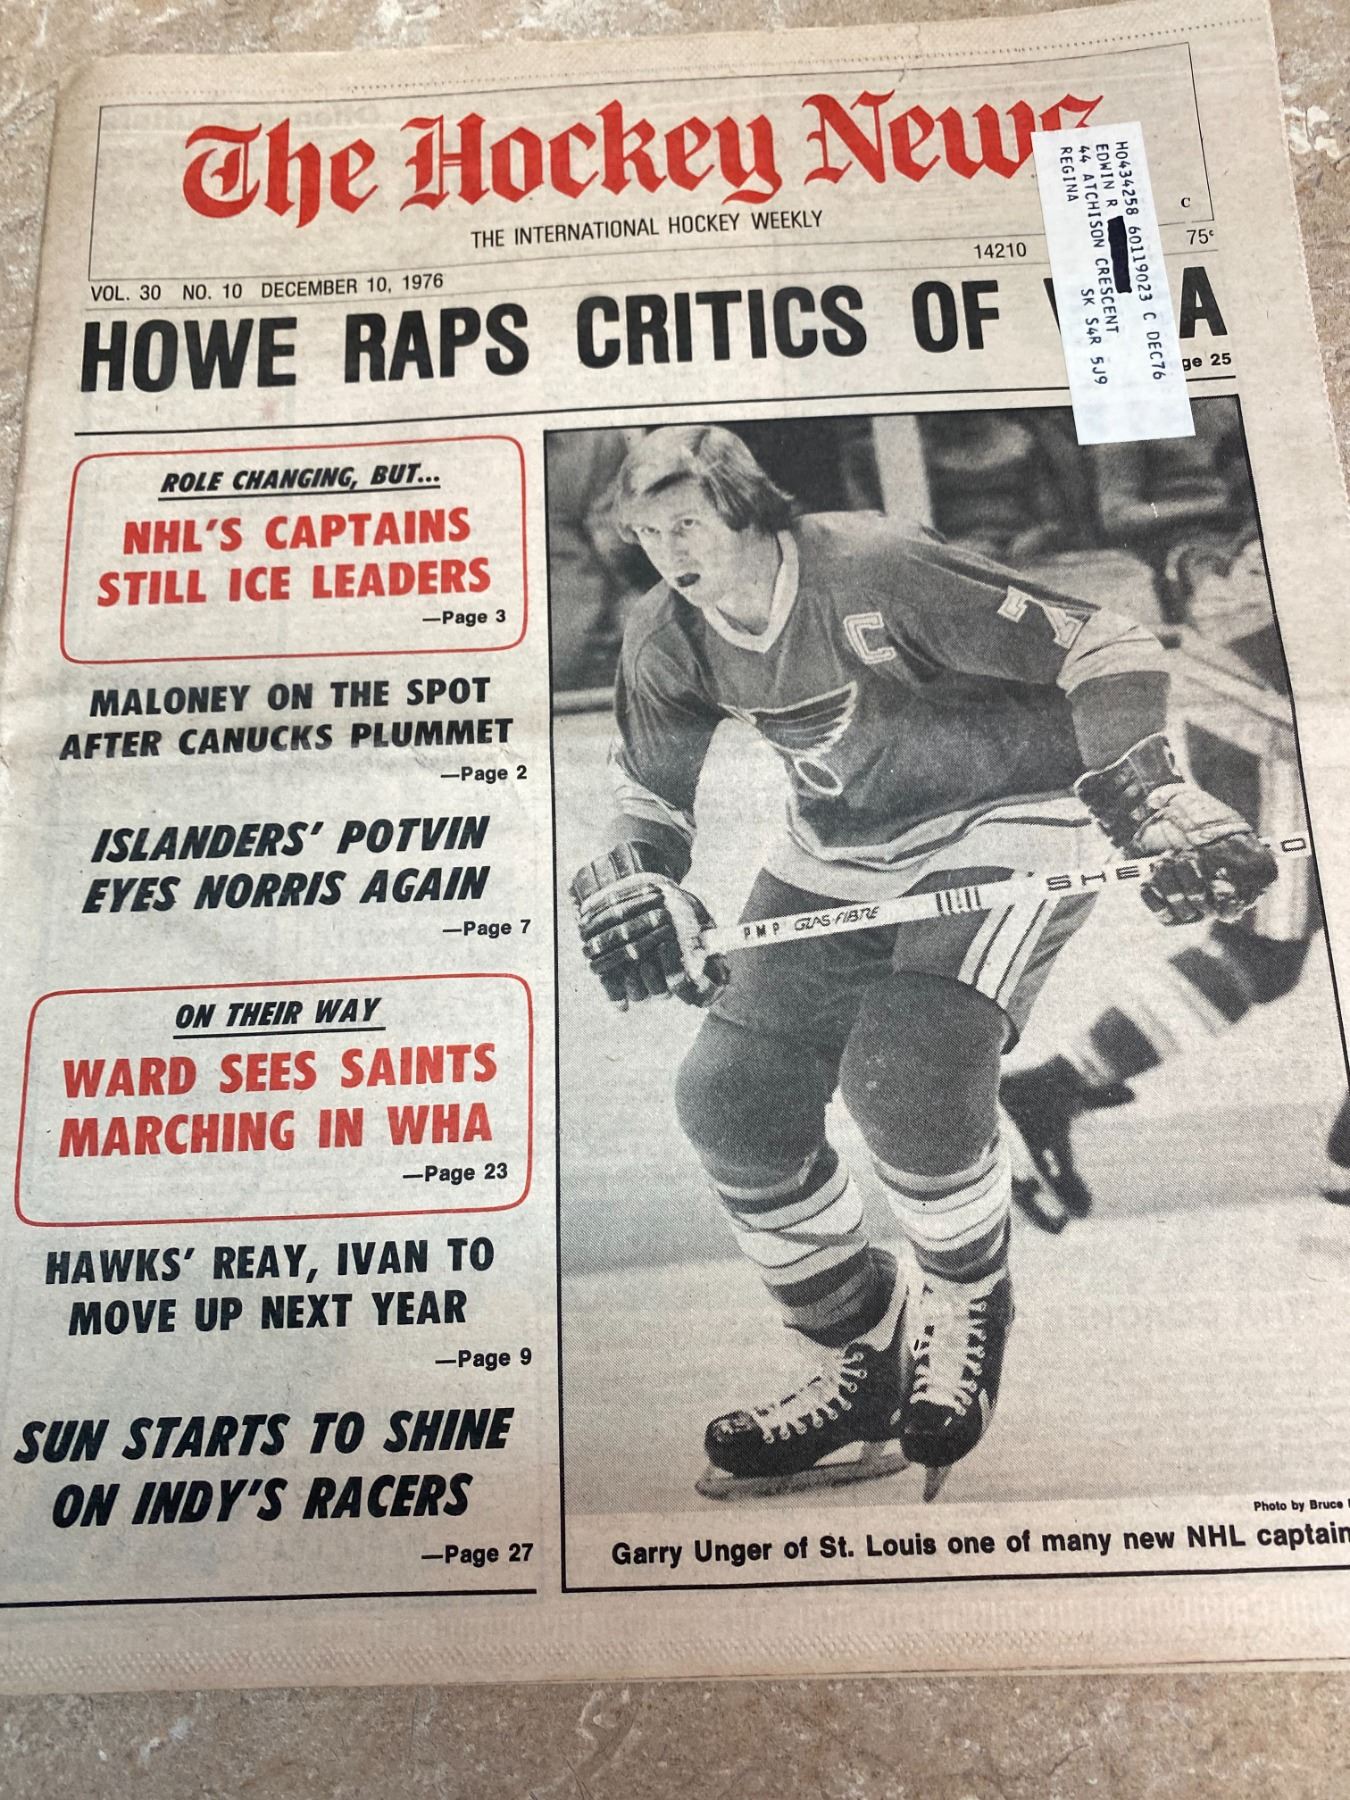 The Hockey News
THE INTERNATIONAL HOCKEY WEEKLY
C
VOL. 30 NO. 10 DECEMBER 10, 1976
14210
75¢
H0434258 60119023 C DEC76
EDWIN R
44 ATCHISON CRESCENT
REGINA SK S4R 5J9
HOWE RAPS CRITICS OF
25
ROLE CHANGING, BUT...
NHL'S CAPTAINS
STILL ICE LEADERS
—Page 3
MALONEY ON THE SPOT
AFTER CANUCKS PLUMMET
—Page 2
ISLANDERS' POTVIN
EYES NORRIS AGAIN
—Page 7
ON THEIR WAY
WARD SEES SAINTS
MARCHING IN WHA
—Page 23
HAWKS' REAY, IVAN TO
MOVE UP NEXT YEAR
—Page 9
SUN STARTS TO SHINE
ON INDY'S RACERS
—Page 27
C
7
PMP GLAS-FIBRE
SHE
Photo by Bruce
Garry Unger of St. Louis one of many new NHL captain